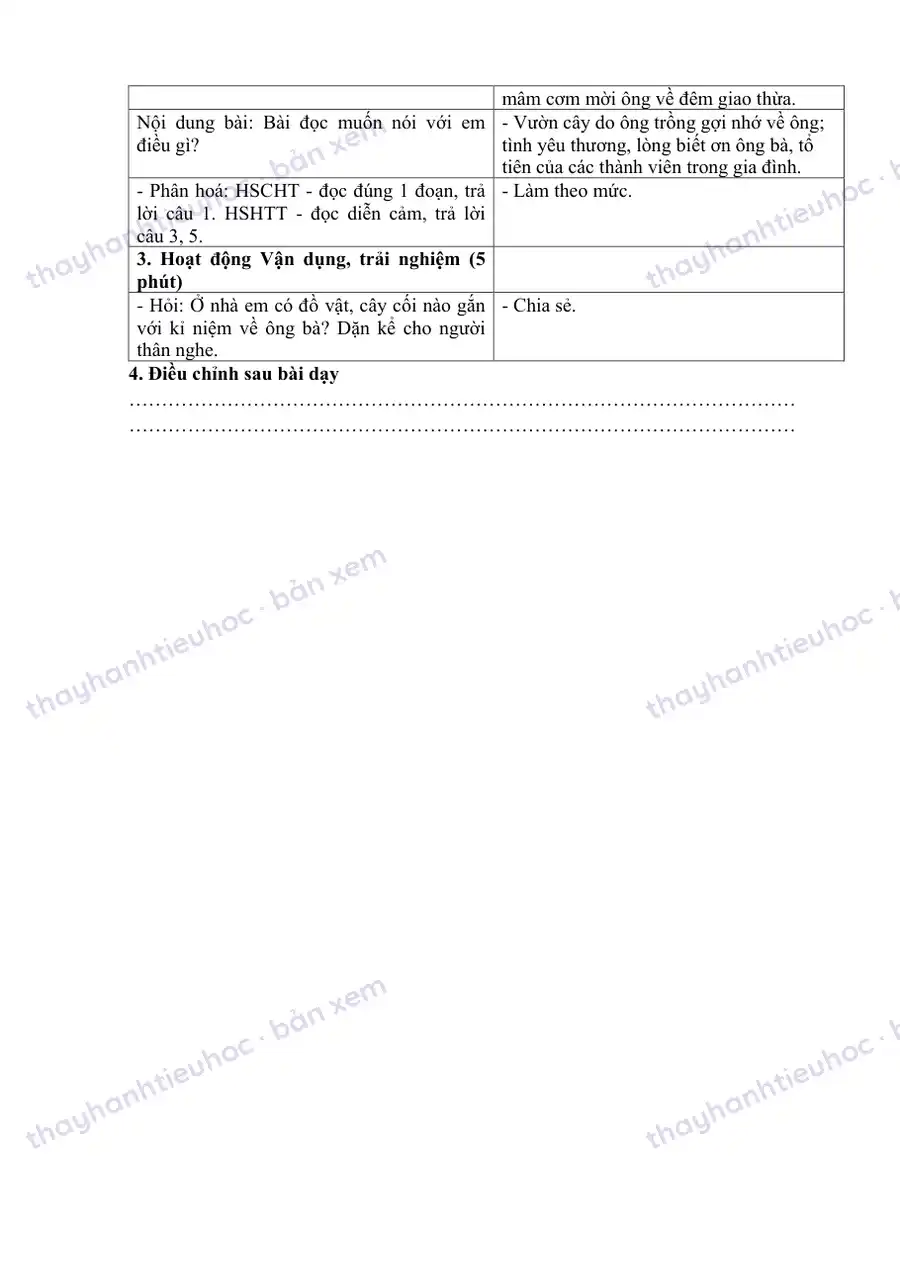 mâm cơm mời ông về đêm giao thừa.
Nội dung bài: Bài đọc muốn nói với em
điều gì?
- Vườn cây do ông trồng gợi nhớ về ông;
tình yêu thương, lòng biết ơn ông bà, tổ
tiên của các thành viên trong gia đình.
- Phân hoá: HSCHT - đọc đúng 1 đoạn, trả
lời câu 1. HSHTT - đọc diễn cảm, trả lời
câu 3, 5.
- Làm theo mức.
3. Hoạt động Vận dụng, trải nghiệm (5
phút)
- Hỏi: Ở nhà em có đồ vật, cây cối nào gắn
với kỉ niệm về ông bà? Dặn kể cho người
thân nghe.
- Chia sẻ.
4. Điều chỉnh sau bài dạy
…………………………………………………………………………………………
…………………………………………………………………………………………
thayhanhtieuhoc · bản xem
thayhanhtieuhoc · b
thayhanhtieuhoc · bản xem
thayhanhtieuhoc · b
thayhanhtieuhoc · bản xem
thayhanhtieuhoc · b